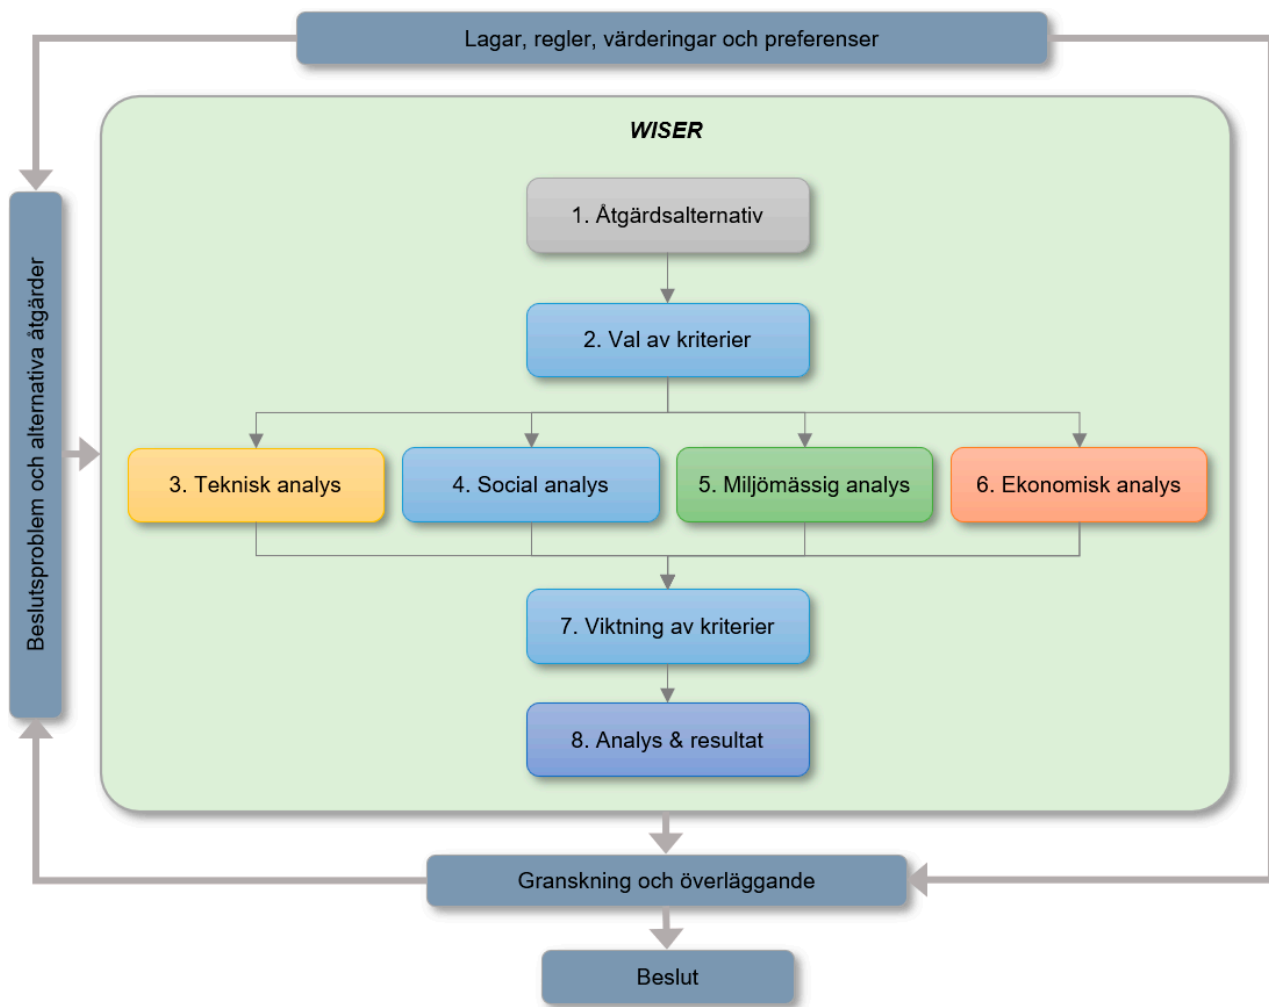 Lagar, regler, värderingar och preferenser
WISER
1. Åtgärdsalternativ
2. Val av kriterier
Beslutsproblem och alternativa åtgärder
3. Teknisk analys
4. Social analys
5. Miljömässig analys
6. Ekonomisk analys
7. Viktning av kriterier
8. Analys & resultat
Granskning och överläggande
Beslut